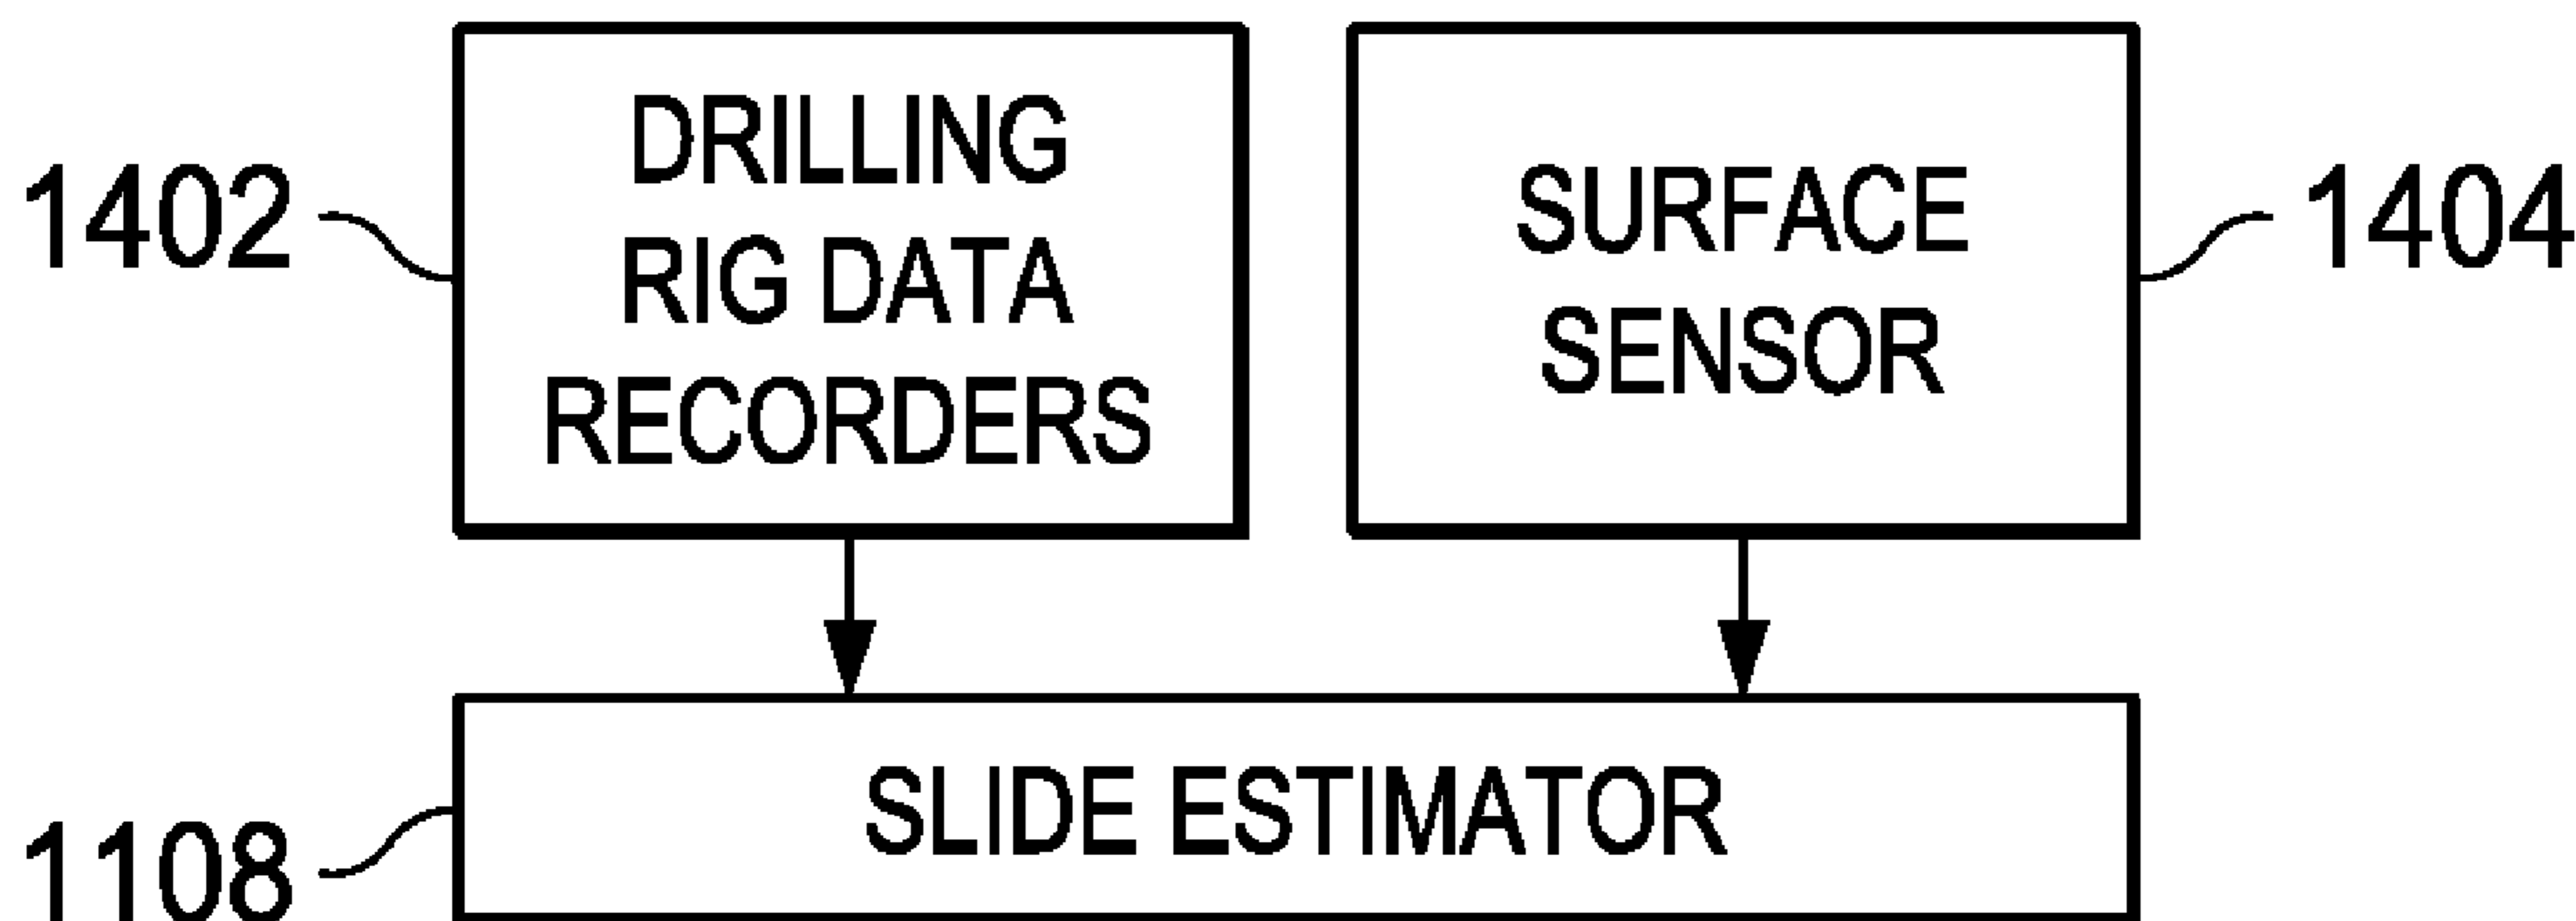 DRILLING
RIG DATA
RECORDERS
1402
SURFACE
SENSOR
1404
SLIDE ESTIMATOR
1108